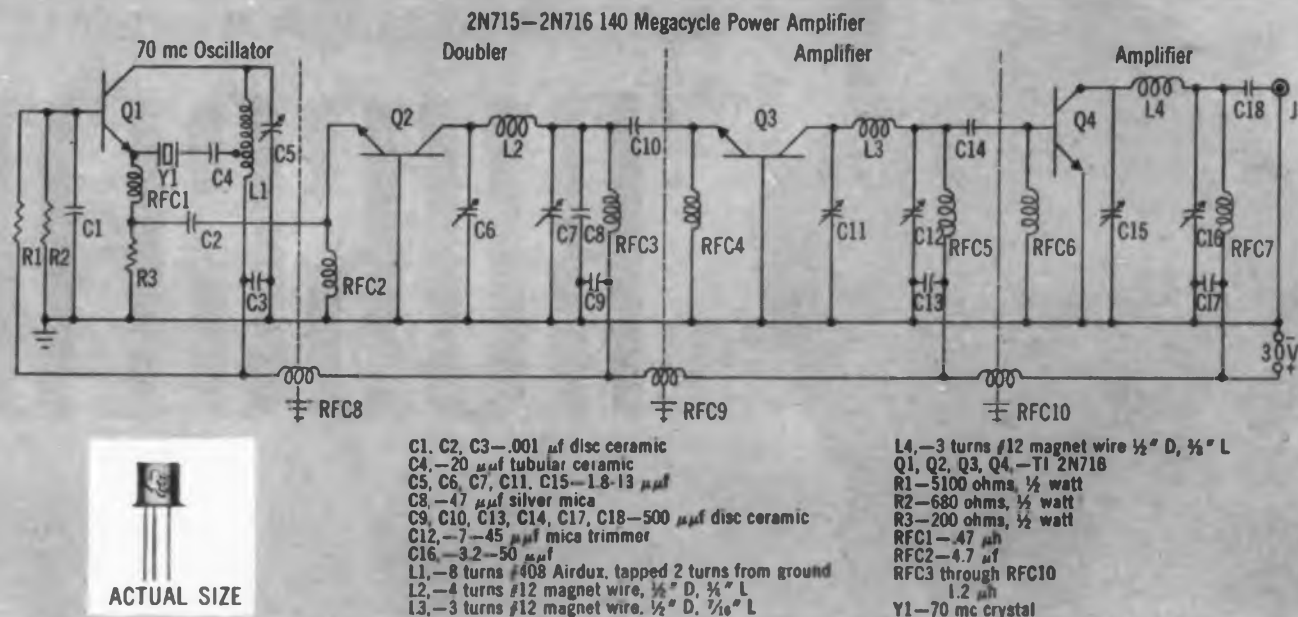 2N715—2N716 140 Megacycle Power Amplifier
70 mc Oscillator
Doubler
Amplifier
Amplifier
Q1
Y1
C4
C5
L1
RFC1
C2
R1
R2
C1
R3
C3
RFC2
Q2
L2
C10
C6
C7
C8
RFC3
C9
RFC4
Q3
L3
C14
C11
C12
RFC5
C13
RFC6
Q4
L4
C18
J
C15
C16
RFC7
C17
30V
− +
RFC8
RFC9
RFC10
ACTUAL SIZE
C1, C2, C3—.001 μf disc ceramic
C4,—20 μμf tubular ceramic
C5, C6, C7, C11, C15—1.8-13 μμf
C8,—47 μμf silver mica
C9, C10, C13, C14, C17, C18—500 μμf disc ceramic
C12,—7—45 μμf mica trimmer
C16,—3.2—50 μμf
L1,—8 turns #408 Airdux, tapped 2 turns from ground
L2,—4 turns #12 magnet wire, ½" D, ¾" L
L3,—3 turns #12 magnet wire, ½" D, 7/16" L
L4,—3 turns #12 magnet wire ½" D, ⅜" L
Q1, Q2, Q3, Q4,—TI 2N716
R1—5100 ohms, ½ watt
R2—680 ohms, ½ watt
R3—200 ohms, ½ watt
RFC1—.47 μh
RFC2—4.7 μf
RFC3 through RFC10
1.2 μh
Y1—70 mc crystal